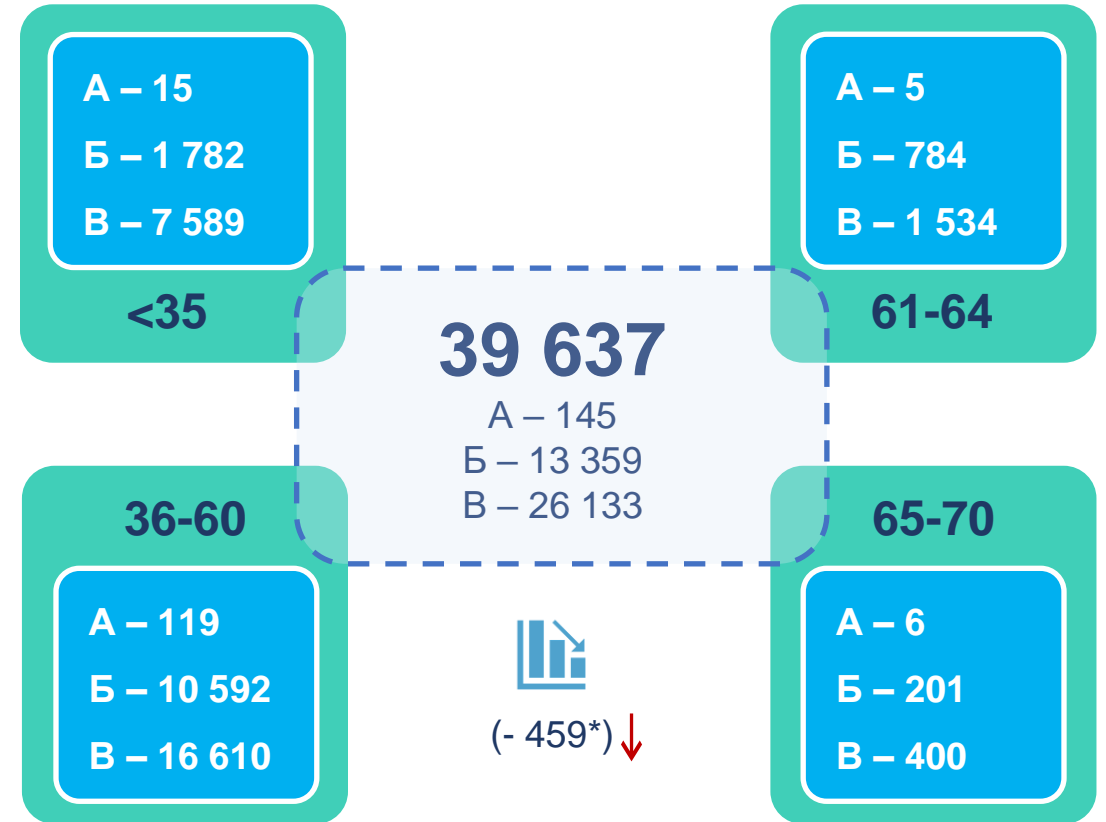 А – 15
Б – 1 782
В – 7 589
<35
А – 5
Б – 784
В – 1 534
61-64
39 637
А – 145
Б – 13 359
В – 26 133
36-60
А – 119
Б – 10 592
В – 16 610
(- 459*)
65-70
А – 6
Б – 201
В – 400